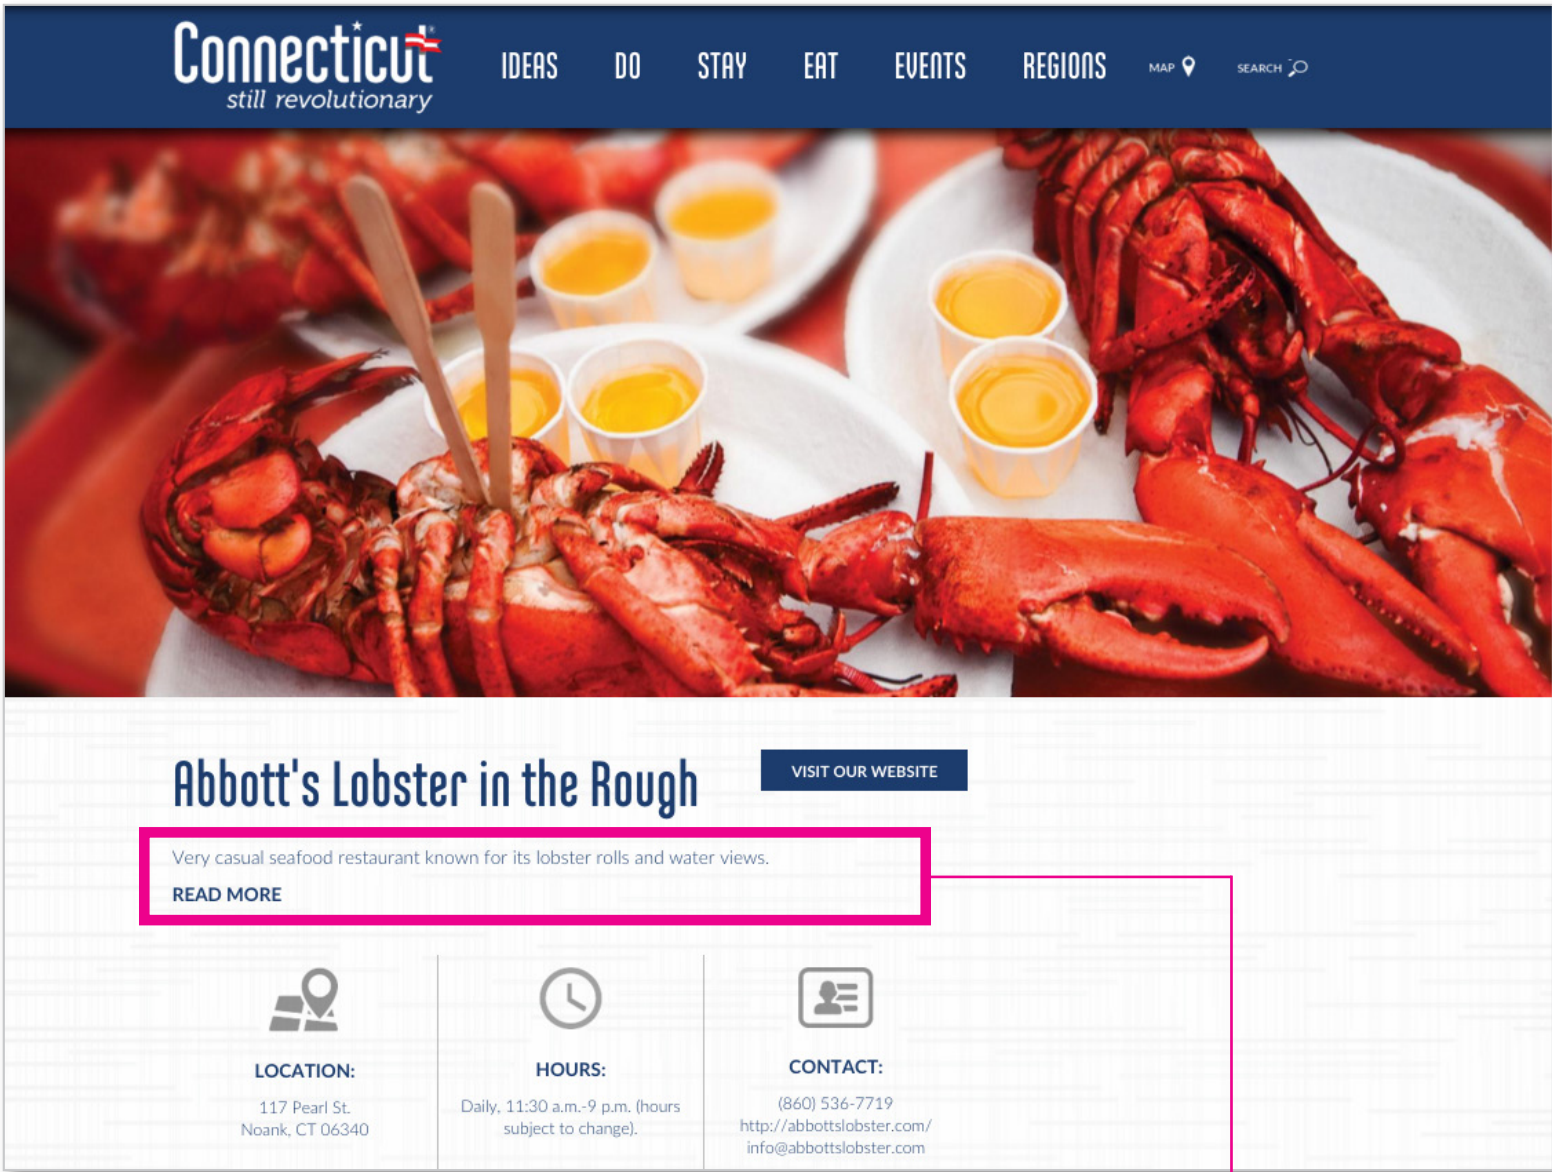 Connecticut
still revolutionary
IDEAS DO STAY EAT EVENTS REGIONS MAP SEARCH
Abbott's Lobster in the Rough
VISIT OUR WEBSITE
Very casual seafood restaurant known for its lobster rolls and water views.
READ MORE
LOCATION:
117 Pearl St.
Noank, CT 06340
HOURS:
Daily, 11:30 a.m.-9 p.m. (hours
subject to change).
CONTACT:
(860) 536-7719
http://abbottslobster.com/
info@abbottslobster.com